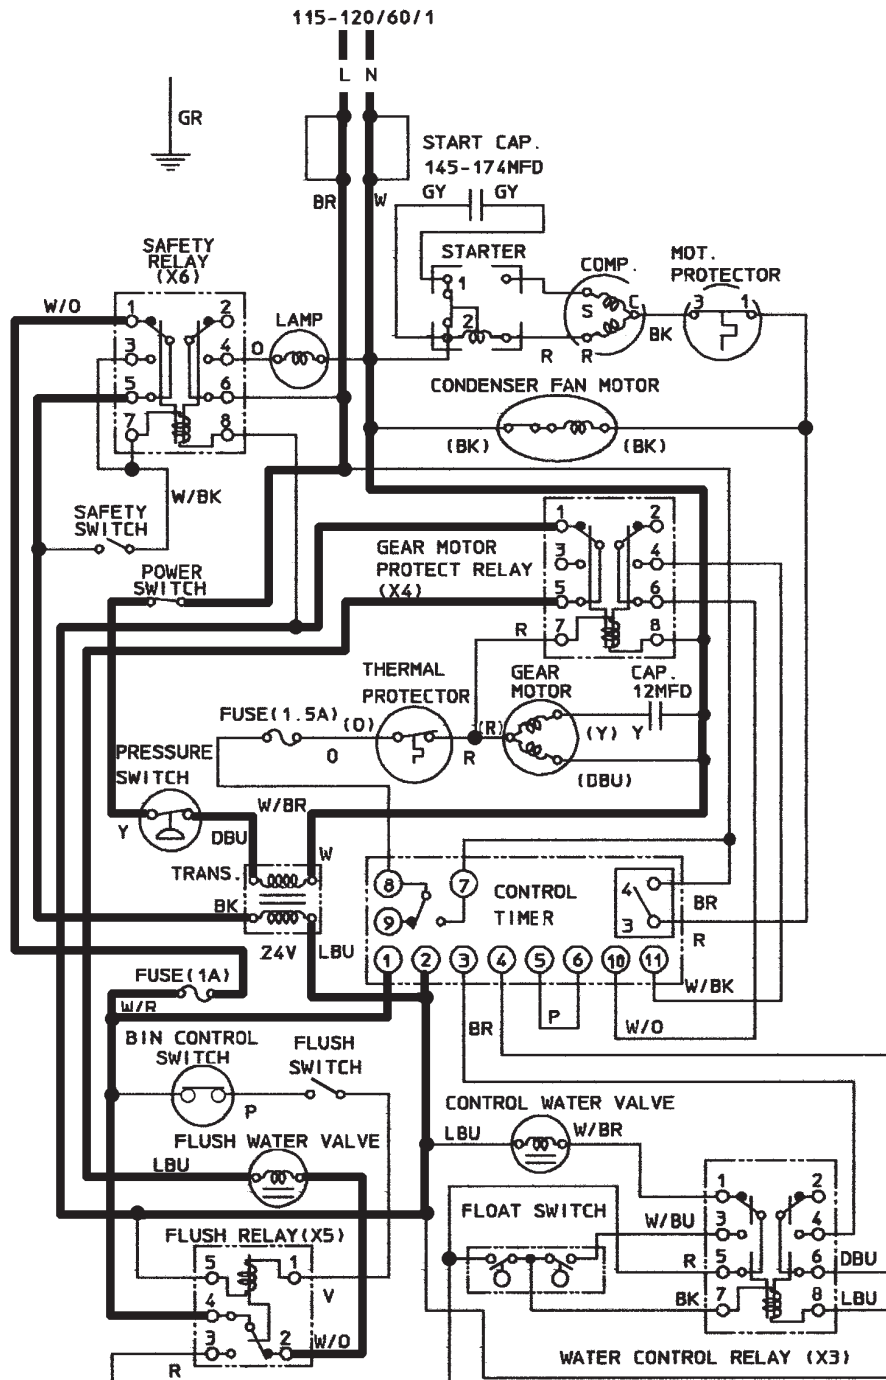 115-120/60/1
L N
GR
BR W
START CAP.
145-174MFD
GY GY
SAFETY
RELAY
(X6)
W/O
1 2
3 4
5 6
7 8
O
LAMP
STARTER
1
2
R
COMP.
S C
R
BK
MOT.
PROTECTOR
3 1
CONDENSER FAN MOTOR
(BK) (BK)
W/BK
SAFETY
SWITCH
POWER
SWITCH
GEAR MOTOR
PROTECT RELAY
(X4)
1 2
3 4
5 6
7 8
R
THERMAL
PROTECTOR
GEAR
MOTOR
CAP.
12MFD
FUSE(1.5A)
(O)
O
R
(R)
(Y) Y
(DBU)
PRESSURE
SWITCH
Y
DBU
W/BR
W
TRANS.
BK
24V
LBU
8 7
9
CONTROL
TIMER
4
3
BR
R
1 2 3 4 5 6 10 11
W/BK
BR
P
W/O
FUSE(1A)
W/R
BIN CONTROL
SWITCH
FLUSH
SWITCH
P
CONTROL WATER VALVE
LBU
W/BR
FLUSH WATER VALVE
LBU
FLOAT SWITCH
W/BU
R
BK
1 2
3 4
5 6
7 8
DBU
LBU
FLUSH RELAY(X5)
5 1
4
3 2
V
W/O
R
WATER CONTROL RELAY (X3)